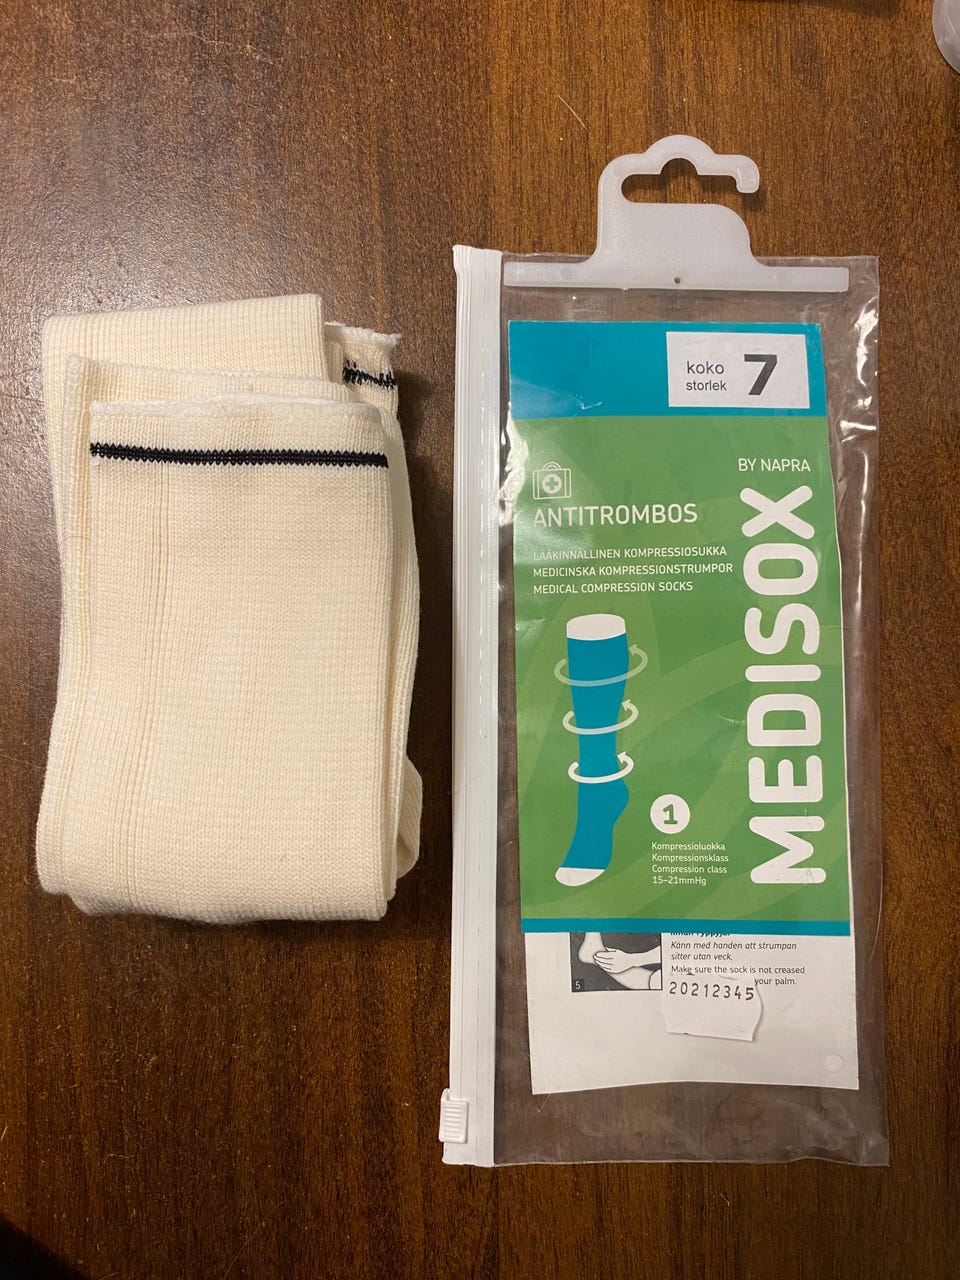 koko
storlek
7
BY NAPRA
ANTITROMBOS
LÄÄKINNÄLLINEN KOMPRESSIOSUKKA
MEDICINSKA KOMPRESSIONSTRUMPOR
MEDICAL COMPRESSION SOCKS
MEDISOX
1
Kompressioluokka
Kompressionsklass
Compression class
15–21mmHg
Känn med handen att strumpan
sitter utan veck.
Make sure the sock is not creased
your palm.
5
20212345